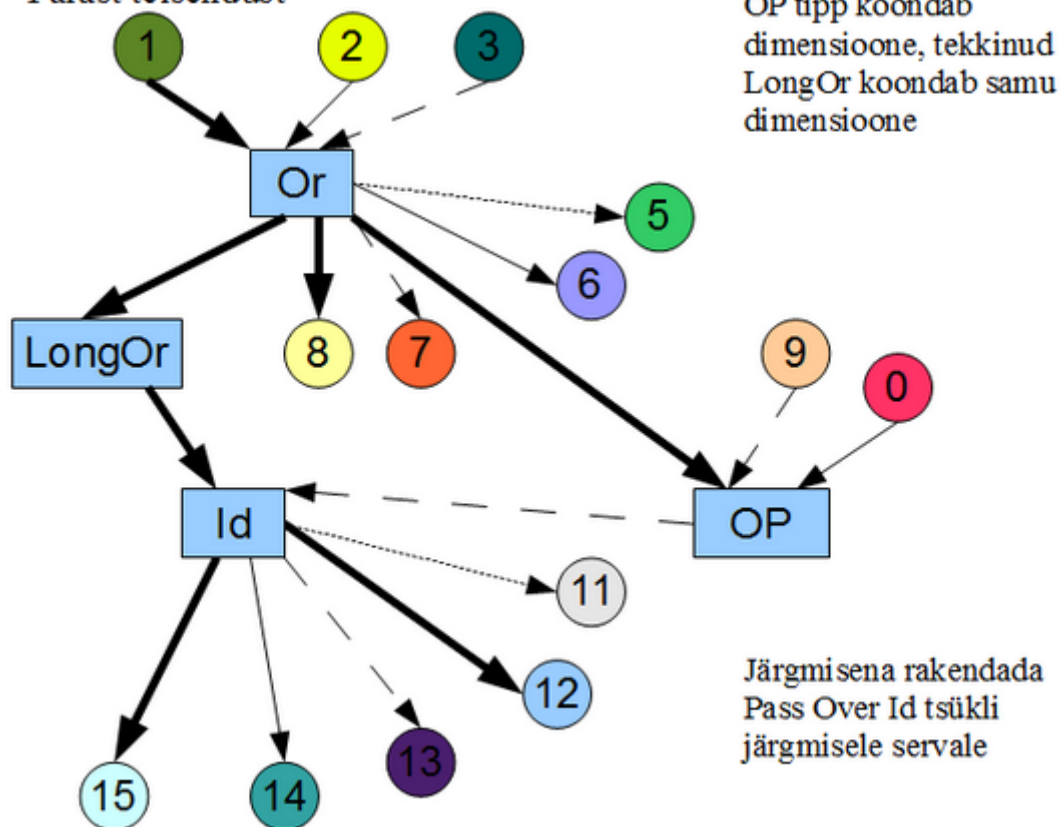 Pärast teisendust
OP tipp koondab
dimensioone, tekkinud
LongOr koondab samu
dimensioone
1
2
3
Or
5
6
LongOr
8
7
9
0
Id
OP
11
12
13
15
14
Järgmisena rakendada
Pass Over Id tsükli
järgmisele servale